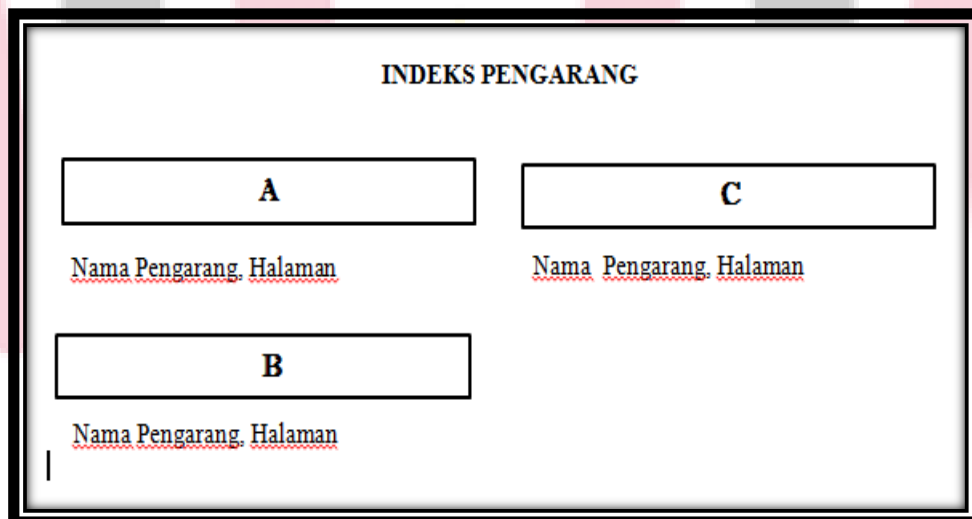 INDEKS PENGARANG
A
Nama Pengarang, Halaman
B
Nama Pengarang, Halaman
C
Nama Pengarang, Halaman